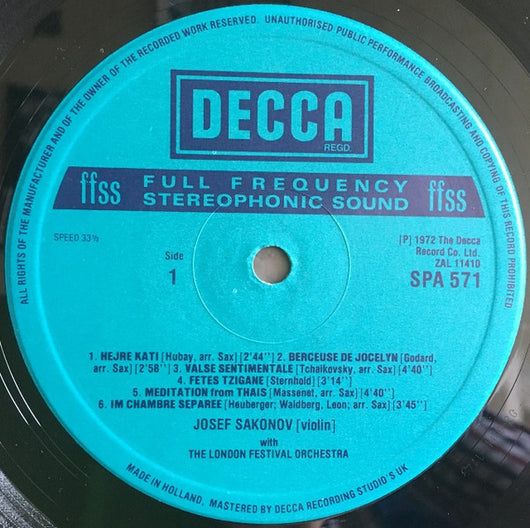 ALL RIGHTS OF THE MANUFACTURER AND OF THE OWNER OF THE RECORDED WORK RESERVED. UNAUTHORISED PUBLIC PERFORMANCE BROADCASTING AND COPYING OF THIS RECORD PROHIBITED
DECCA
REGD.
ffss FULL FREQUENCY STEREOPHONIC SOUND ffss
SPEED 33⅓
Side
1
[P] 1972 The Decca
Record Co. Ltd.
ZAL 11410
SPA 571
1. HEJRE KATI [Hubay, arr. Sax] [2'44''] 2. BERCEUSE DE JOCELYN [Godard,
arr. Sax] [2'58''] 3. VALSE SENTIMENTALE [Tchaikovsky, arr. Sax] [4'40'']
4. FETES TZIGANE [Sternhold] [3'14'']
5. MEDITATION from THAIS [Massenet, arr. Sax] [4'40'']
6. IM CHAMBRE SEPAREE [Heuberger; Waldberg, Leon; arr. Sax] [3'45'']
JOSEF SAKONOV [violin]
with
THE LONDON FESTIVAL ORCHESTRA
MADE IN HOLLAND, MASTERED BY DECCA RECORDING STUDIO'S UK